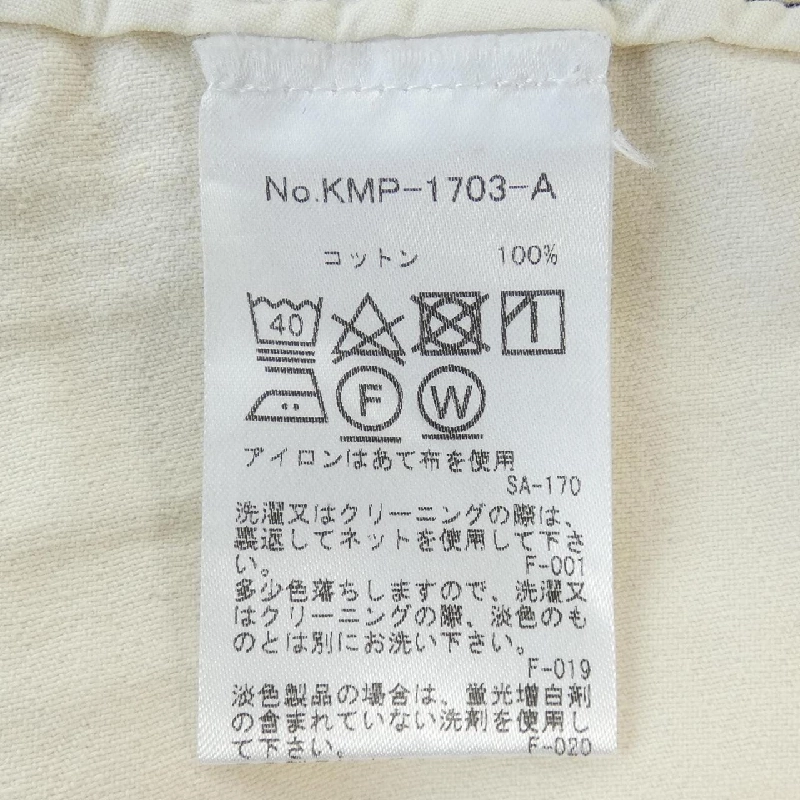 No.KMP-1703-A
コットン 100%
40
F W
アイロンはあて布を使用
SA-170
洗濯又はクリーニングの際は、
裏返してネットを使用して下さ
い。 F-001
多少色落ちしますので、洗濯又
はクリーニングの際、淡色のも
のとは別にお洗い下さい。
F-019
淡色製品の場合は、蛍光増白剤
の含まれていない洗剤を使用し
て下さい。 F-020